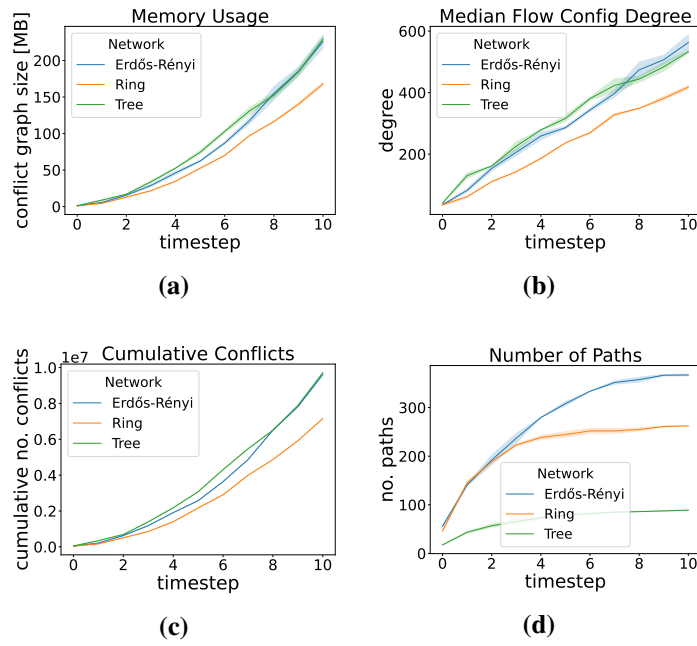 Memory Usage
conflict graph size [MB]
200
150
100
50
0
Network
Erdős-Rényi
Ring
Tree
0 2 4 6 8 10
timestep
(a)
Median Flow Config Degree
degree
600
400
200
Network
Erdős-Rényi
Ring
Tree
0 2 4 6 8 10
timestep
(b)
Cumulative Conflicts
1e7
cumulative no. conflicts
1.0
0.8
0.6
0.4
0.2
0.0
Network
Erdős-Rényi
Ring
Tree
0 2 4 6 8 10
timestep
(c)
Number of Paths
no. paths
300
200
100
0
Network
Erdős-Rényi
Ring
Tree
0 2 4 6 8 10
timestep
(d)